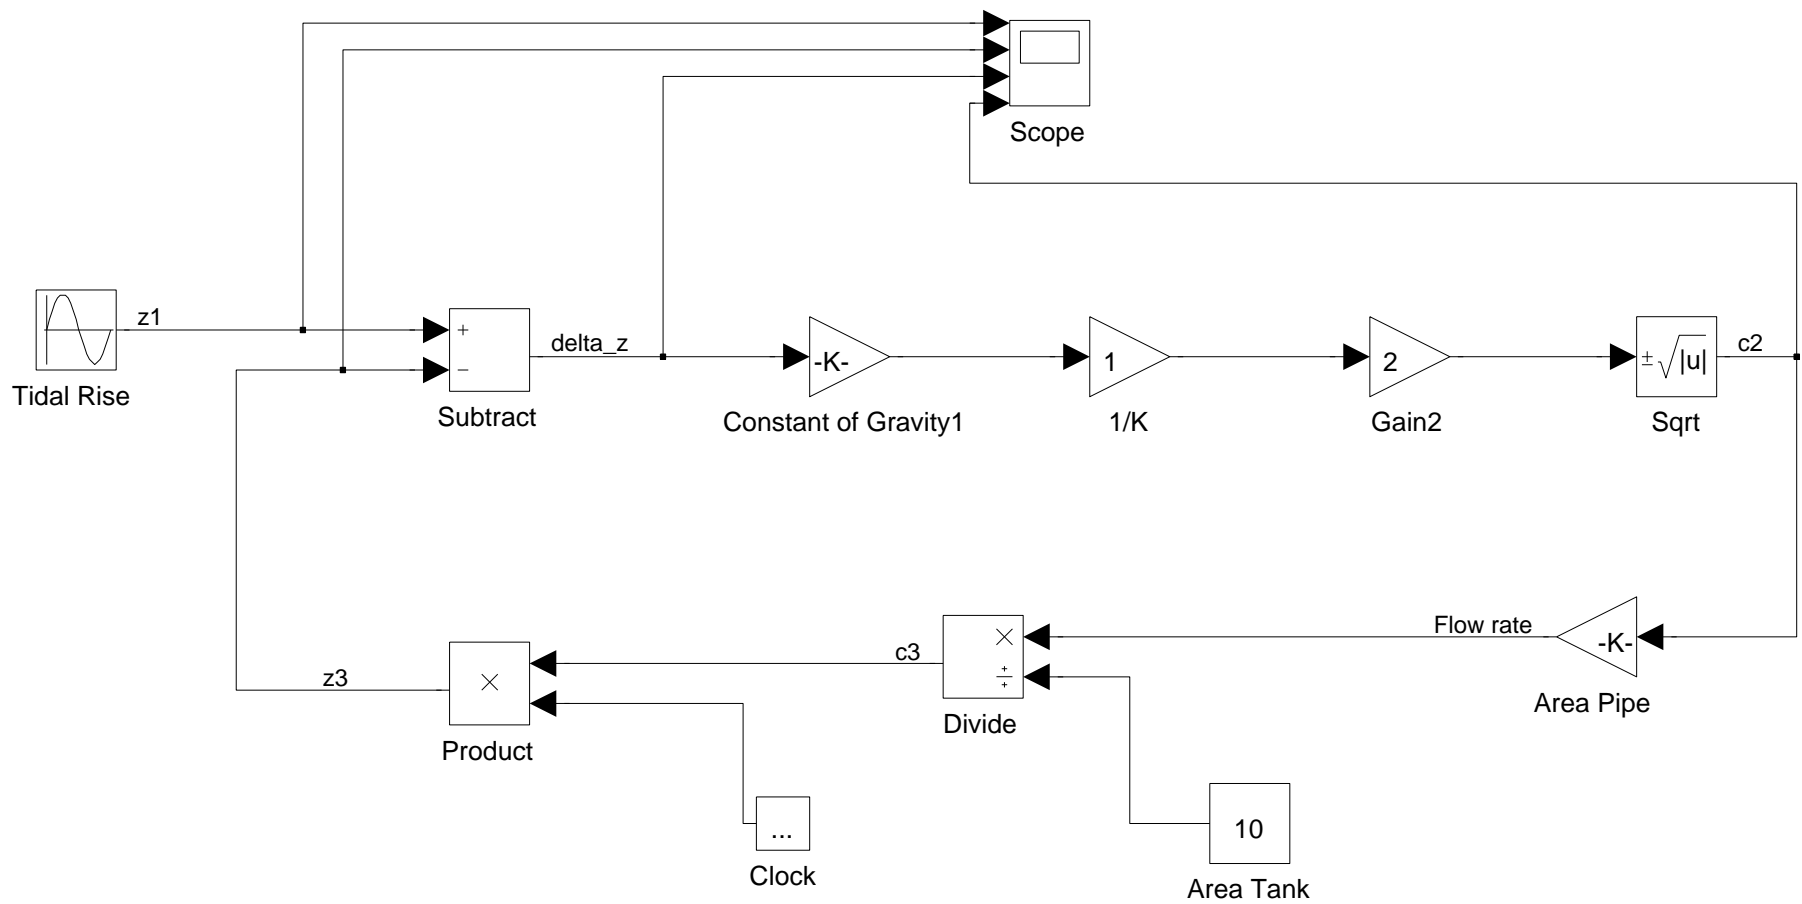 Scope
z1
Tidal Rise
+
−
Subtract
delta_z
-K-
Constant of Gravity1
1
1/K
2
Gain2
±√|u|
Sqrt
c2
Flow rate
-K-
Area Pipe
×
÷
Divide
c3
×
Product
z3
...
Clock
10
Area Tank